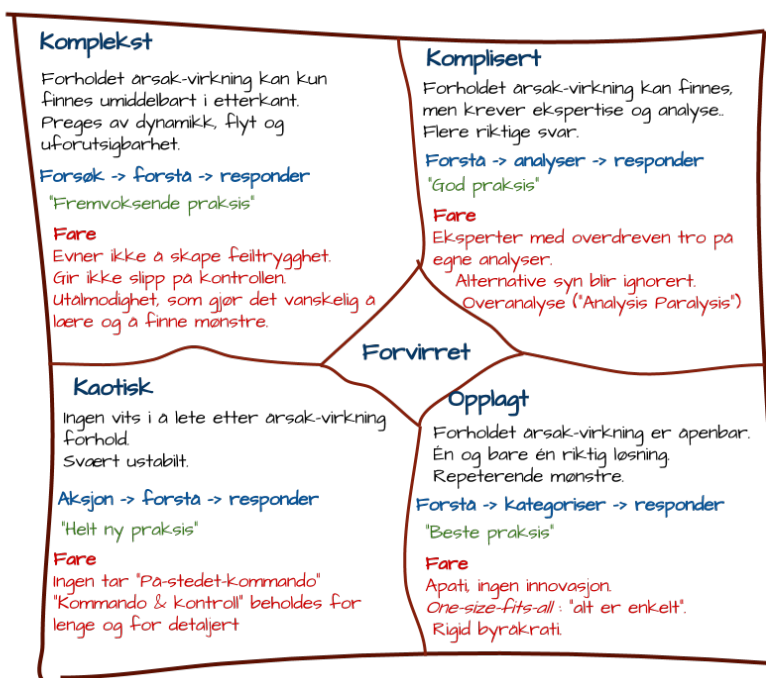 Komplekst
Forholdet årsak-virkning kan kun
finnes umiddelbart i etterkant.
Preges av dynamikk, flyt og
uforutsigbarhet.
Forsøk -> forstå -> responder
"Fremvoksende praksis"
Fare
Evner ikke å skape feiltrygghet.
Gir ikke slipp på kontrollen.
Utålmodighet, som gjør det vanskelig å
lære og å finne mønstre.
Komplisert
Forholdet årsak-virkning kan finnes,
men krever ekspertise og analyse..
Flere riktige svar.
Forstå -> analyser -> responder
"God praksis"
Fare
Eksperter med overdreven tro på
egne analyser.
Alternative syn blir ignorert.
Overanalyse ("Analysis Paralysis")
Forvirret
Kaotisk
Ingen vits i å lete etter årsak-virkning
forhold.
Svært ustabilt.
Aksjon -> forstå -> responder
"Helt ny praksis"
Fare
Ingen tar "På-stedet-kommando"
"Kommando & kontroll" beholdes for
lenge og for detaljert
Opplagt
Forholdet årsak-virkning er åpenbar.
Én og bare én riktig løsning.
Repeterende mønstre.
Forstå -> kategoriser -> responder
"Beste praksis"
Fare
Apati, ingen innovasjon.
One-size-fits-all : "alt er enkelt".
Rigid byråkrati.